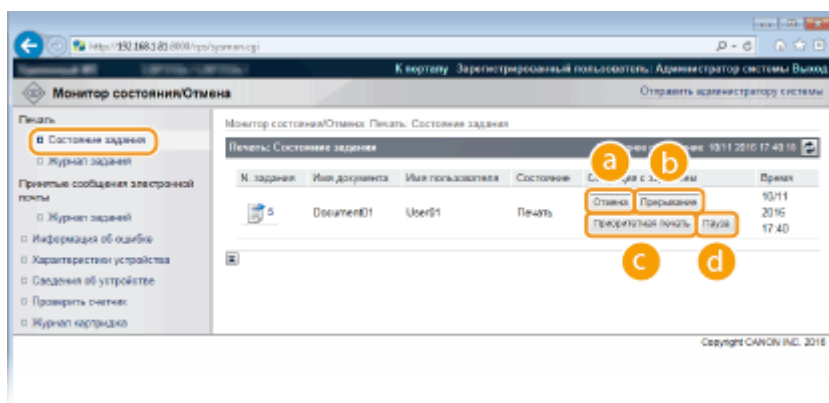 http://192.168.1.81:8000/rps/sysmon.cgi
К порталу Зарегистрированный пользователь: Администратор системы Выход
Монитор состояния/Отмена
Отправить администратору системы
Печать
Состояние задания
Журнал заданий
Принятые сообщения электронной почты
Журнал заданий
Информация об ошибке
Характеристики устройства
Сведения об устройстве
Проверить счетчик
Журнал картриджа
Монитор состояния/Отмена: Печать: Состояние задания
Печать: Состояние задания
10/11 2016 17:40:18
N. задания Имя документа Имя пользователя Состояние Время
a b
5 Document01 User01 Печать
Отмена Прерывание
Приоритетная печать Пауза
10/11
2016
17:40
c d
Copyright CANON INC. 2016